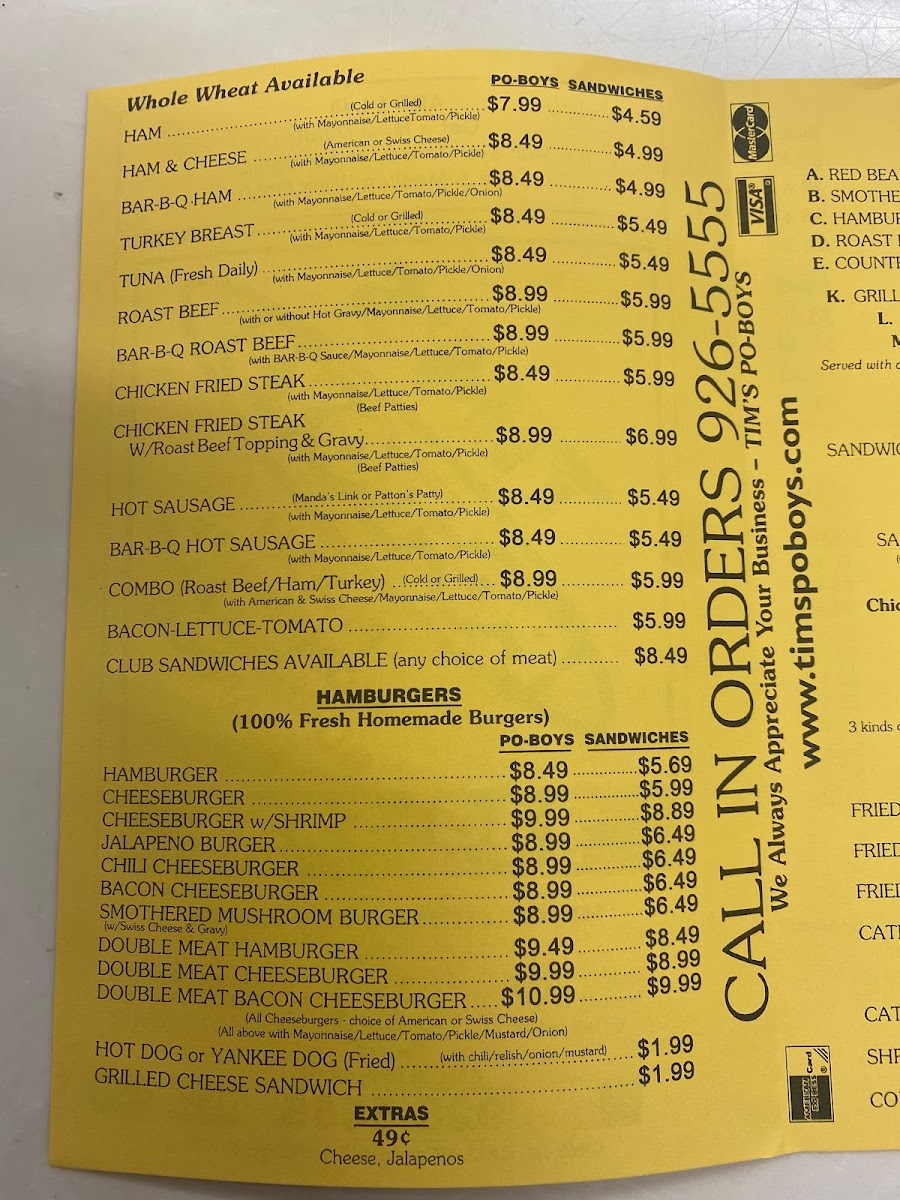 Whole Wheat Available
PO-BOYS SANDWICHES
HAM (Cold or Grilled) $7.99 $4.59
(with Mayonnaise/LettuceTomato/Pickle)
HAM & CHEESE (American or Swiss Cheese) $8.49 $4.99
(with Mayonnaise/Lettuce/Tomato/Pickle)
BAR-B-Q HAM $8.49 $4.99
(with Mayonnaise/Lettuce/Tomato/Pickle/Onion)
TURKEY BREAST (Cold or Grilled) $8.49 $5.49
(with Mayonnaise/Lettuce/Tomato/Pickle)
TUNA (Fresh Daily) $8.49 $5.49
(with Mayonnaise/Lettuce/Tomato/Pickle/Onion)
ROAST BEEF $8.99 $5.99
(with or without Hot Gravy/Mayonnaise/Lettuce/Tomato/Pickle)
BAR-B-Q ROAST BEEF $8.99 $5.99
(with BAR-B-Q Sauce/Mayonnaise/Lettuce/Tomato/Pickle)
CHICKEN FRIED STEAK $8.49 $5.99
(with Mayonnaise/Lettuce/Tomato/Pickle)
(Beef Patties)
CHICKEN FRIED STEAK
W/Roast Beef Topping & Gravy $8.99 $6.99
(with Mayonnaise/Lettuce/Tomato/Pickle)
(Beef Patties)
HOT SAUSAGE (Manda's Link or Patton's Patty) $8.49 $5.49
(with Mayonnaise/Lettuce/Tomato/Pickle)
BAR-B-Q HOT SAUSAGE $8.49 $5.49
(with Mayonnaise/Lettuce/Tomato/Pickle)
COMBO (Roast Beef/Ham/Turkey) (Cold or Grilled) $8.99 $5.99
(with American & Swiss Cheese/Mayonnaise/Lettuce/Tomato/Pickle)
BACON-LETTUCE-TOMATO $5.99
CLUB SANDWICHES AVAILABLE (any choice of meat) $8.49
HAMBURGERS
(100% Fresh Homemade Burgers)
PO-BOYS SANDWICHES
HAMBURGER $8.49 $5.69
CHEESEBURGER $8.99 $5.99
CHEESEBURGER w/SHRIMP $9.99 $8.89
JALAPENO BURGER $8.99 $6.49
CHILI CHEESEBURGER $8.99 $6.49
BACON CHEESEBURGER $8.99 $6.49
SMOTHERED MUSHROOM BURGER $8.99 $6.49
(w/Swiss Cheese & Gravy)
DOUBLE MEAT HAMBURGER $9.49 $8.49
DOUBLE MEAT CHEESEBURGER $9.99 $8.99
DOUBLE MEAT BACON CHEESEBURGER $10.99 $9.99
(All Cheeseburgers - choice of American or Swiss Cheese)
(All above with Mayonnaise/Lettuce/Tomato/Pickle/Mustard/Onion)
HOT DOG or YANKEE DOG (Fried) (with chili/relish/onion/mustard) $1.99
GRILLED CHEESE SANDWICH $1.99
EXTRAS
49¢
Cheese, Jalapenos
CALL IN ORDERS 926-5555
We Always Appreciate Your Business - TIM'S PO-BOYS
www.timspoboys.com
MasterCard
VISA
AMERICAN EXPRESS Card
A. RED BEA
B. SMOTHE
C. HAMBUR
D. ROAST
E. COUNT
K. GRILL
L.
M
Served with
SANDWIC
SA
Chic
3 kinds
FRIED
FRIED
FRIE
CAT
CAT
SHR
CO